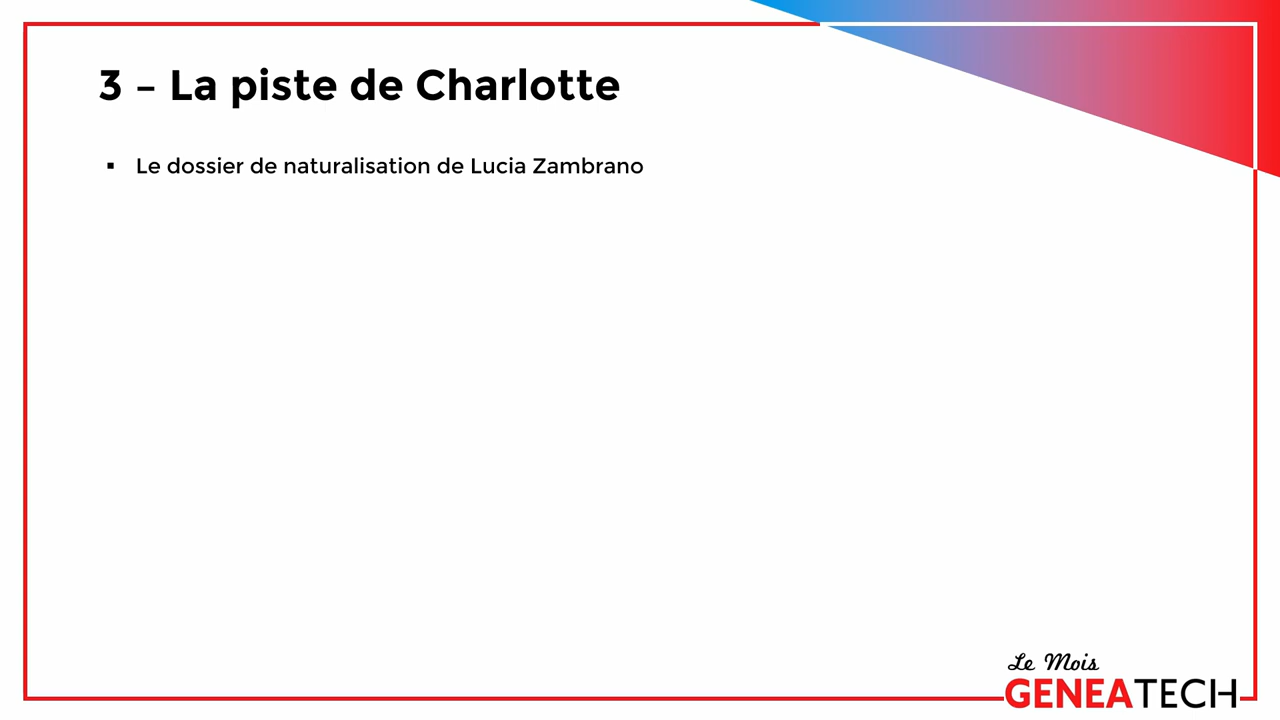 3 – La piste de Charlotte
▪ Le dossier de naturalisation de Lucia Zambrano
Le Mois
GENEATECH